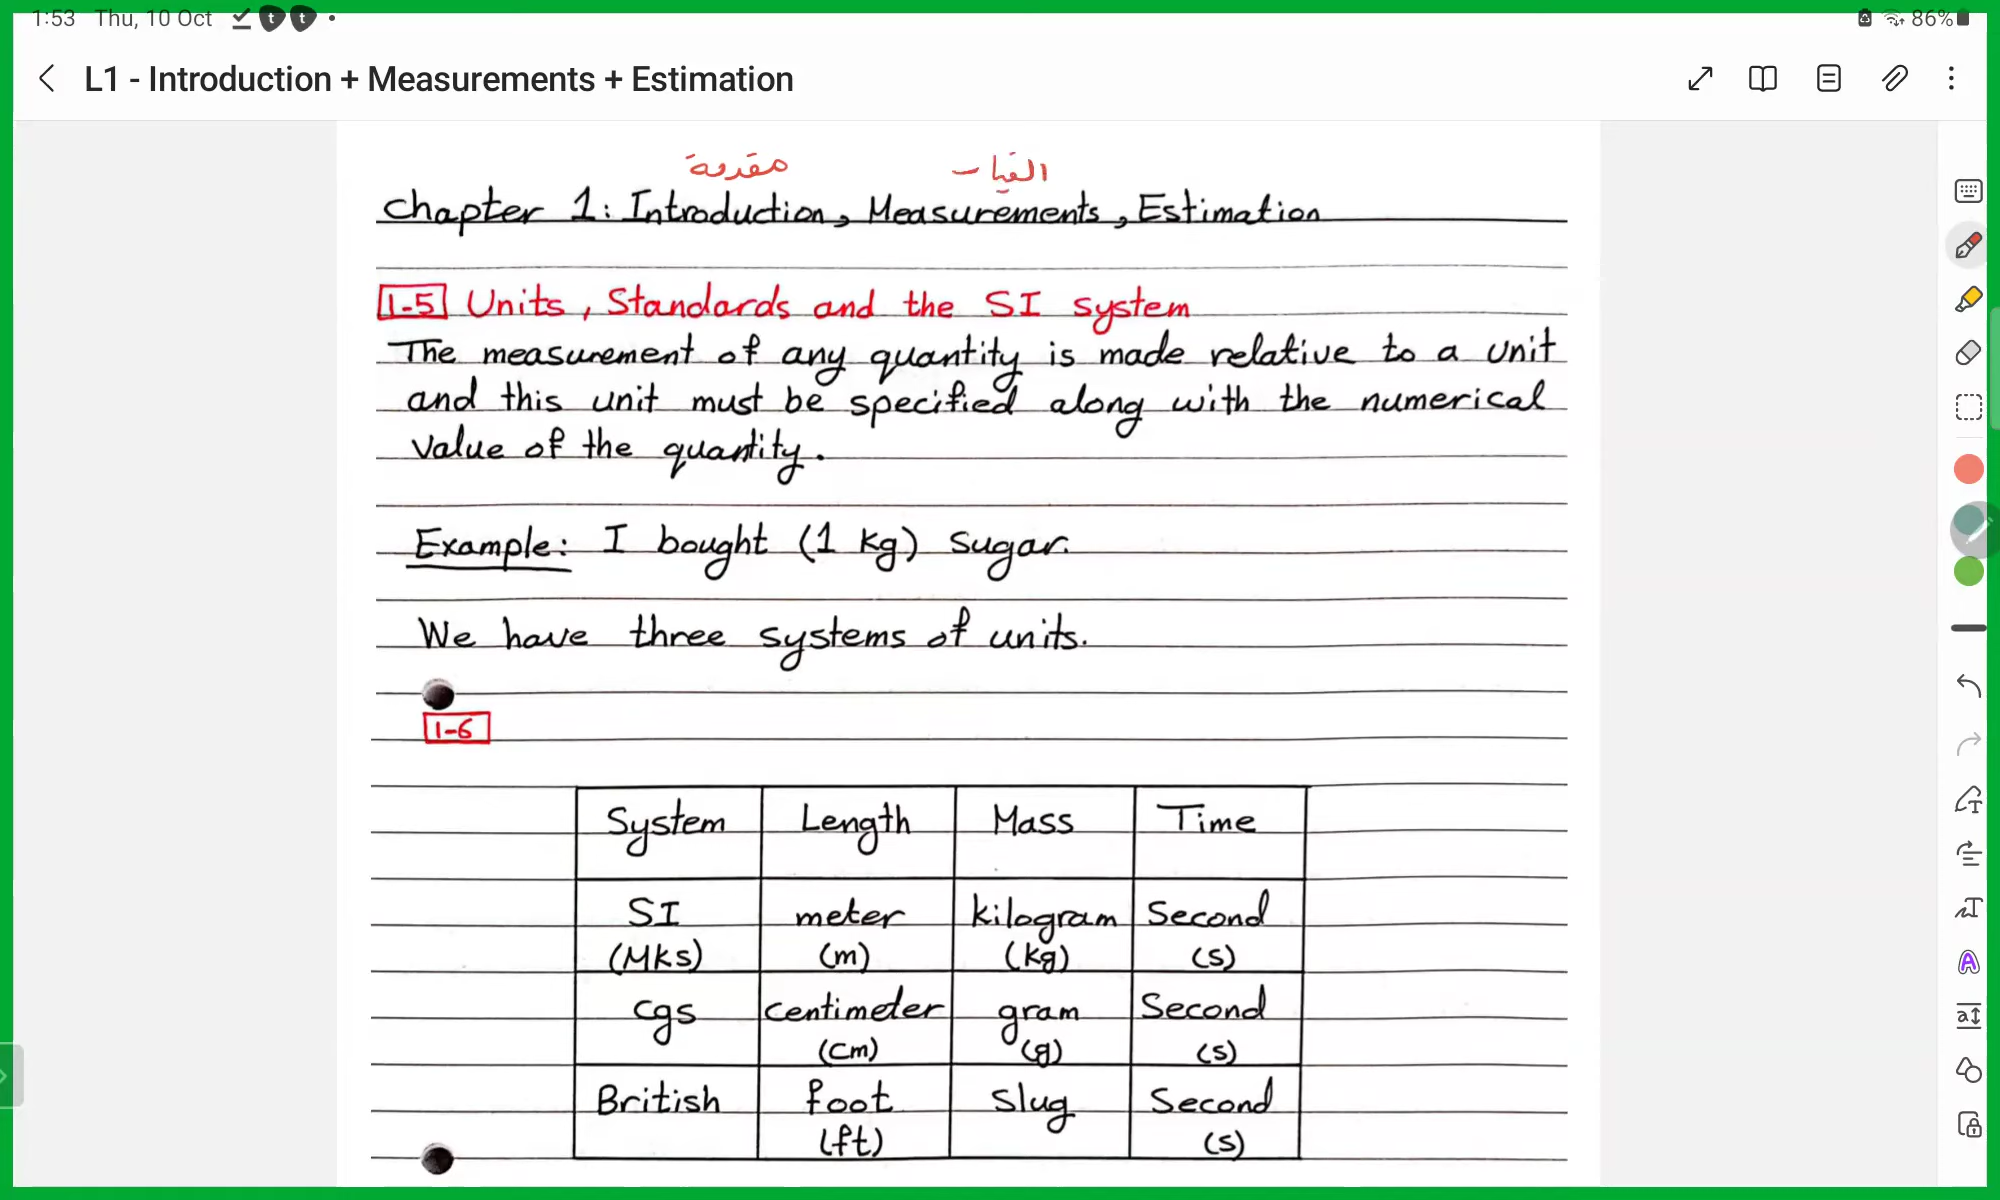 1:53 Thu, 10 Oct 86%
L1 - Introduction + Measurements + Estimation
مقدمة
Chapter 1: Introduction, Measurements, Estimation
1-5 Units, Standards and the SI system
The measurement of any quantity is made relative to a unit
and this unit must be specified along with the numerical
value of the quantity.
Example: I bought (1 kg) sugar.
We have three systems of units.
1-6
System Length Mass Time
SI meter kilogram Second
(Mks) (m) (kg) (s)
cgs centimeter gram Second
(cm) (g) (s)
British foot slug Second
(ft) (s)